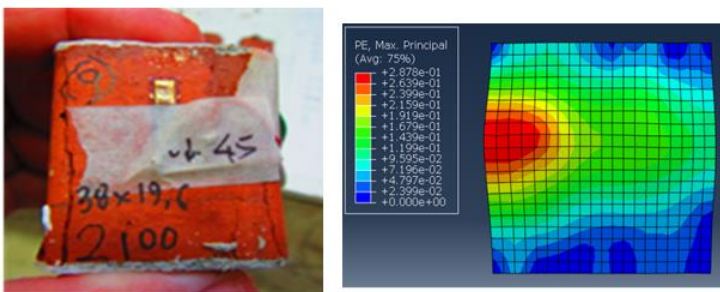 9
45
38x19,6
2100
PE, Max. Principal
(Avg: 75%)
+2.878e-01
+2.639e-01
+2.399e-01
+2.159e-01
+1.919e-01
+1.679e-01
+1.439e-01
+1.199e-01
+9.595e-02
+7.196e-02
+4.797e-02
+2.399e-02
+0.000e+00